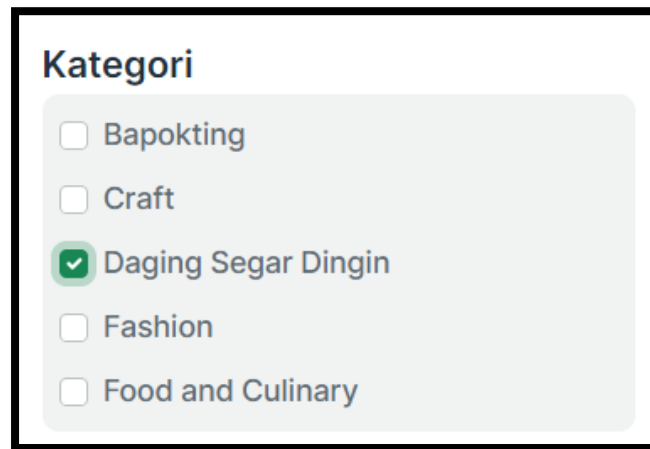 Kategori
Bapokting
Craft
Daging Segar Dingin
Fashion
Food and Culinary